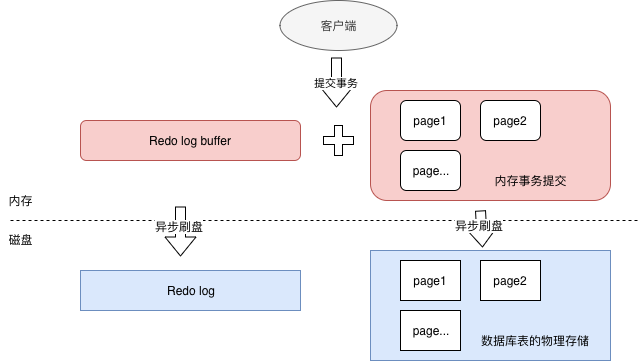 客户端
提交事务
Redo log buffer
page1
page2
page...
内存事务提交
内存
异步刷盘
异步刷盘
磁盘
Redo log
page1
page2
page...
数据库表的物理存储